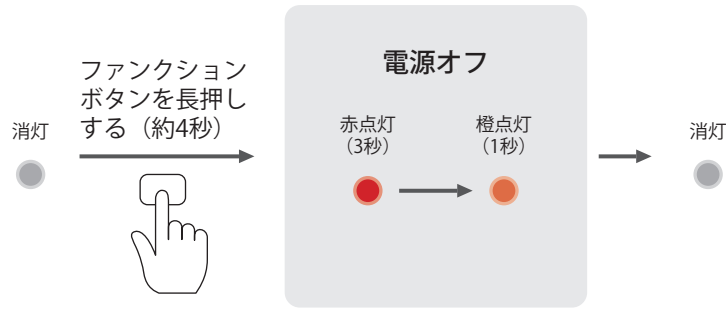 消灯
ファンクション
ボタンを長押し
する（約4秒）
電源オフ
赤点灯
（3秒）
橙点灯
（1秒）
消灯